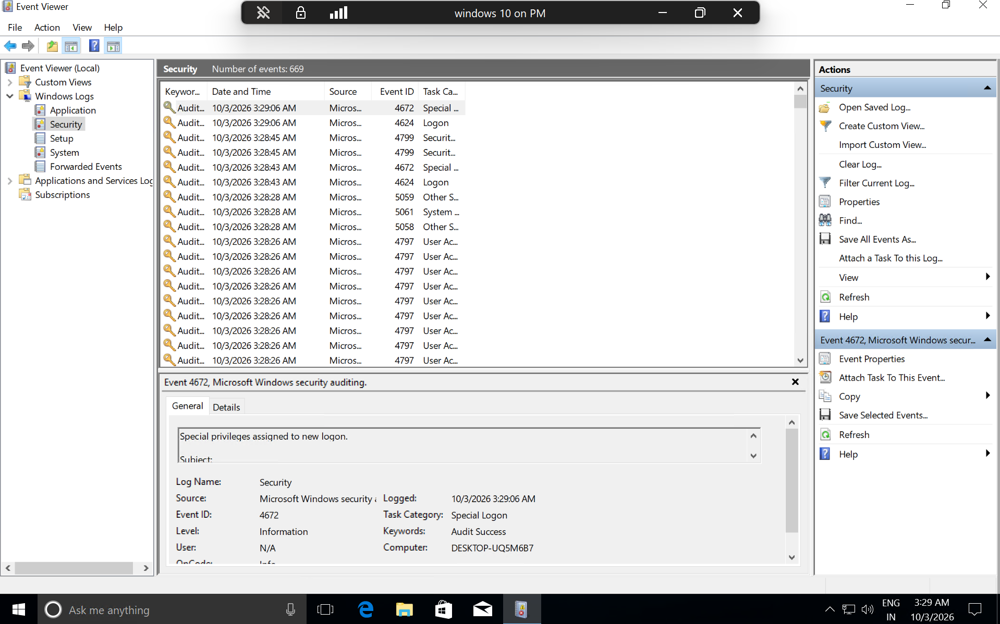 Event Viewer
windows 10 on PM
File Action View Help
Event Viewer (Local)
Custom Views
Windows Logs
Application
Security
Setup
System
Forwarded Events
Applications and Services Log
Subscriptions
Security Number of events: 669
Keywor... Date and Time Source Event ID Task Ca...
Audit... 10/3/2026 3:29:06 AM Micros... 4672 Special ...
Audit... 10/3/2026 3:29:06 AM Micros... 4624 Logon
Audit... 10/3/2026 3:28:45 AM Micros... 4799 Securit...
Audit... 10/3/2026 3:28:45 AM Micros... 4799 Securit...
Audit... 10/3/2026 3:28:43 AM Micros... 4672 Special ...
Audit... 10/3/2026 3:28:43 AM Micros... 4624 Logon
Audit... 10/3/2026 3:28:28 AM Micros... 5059 Other S...
Audit... 10/3/2026 3:28:28 AM Micros... 5061 System ...
Audit... 10/3/2026 3:28:28 AM Micros... 5058 Other S...
Audit... 10/3/2026 3:28:26 AM Micros... 4797 User Ac...
Audit... 10/3/2026 3:28:26 AM Micros... 4797 User Ac...
Audit... 10/3/2026 3:28:26 AM Micros... 4797 User Ac...
Audit... 10/3/2026 3:28:26 AM Micros... 4797 User Ac...
Audit... 10/3/2026 3:28:26 AM Micros... 4797 User Ac...
Audit... 10/3/2026 3:28:26 AM Micros... 4797 User Ac...
Audit... 10/3/2026 3:28:26 AM Micros... 4797 User Ac...
Audit... 10/3/2026 3:28:26 AM Micros... 4797 User Ac...
Audit... 10/3/2026 3:28:26 AM Micros... 4797 User Ac...
Event 4672, Microsoft Windows security auditing.
General Details
Special privileges assigned to new logon.
Subject:
Log Name: Security
Source: Microsoft Windows security a Logged: 10/3/2026 3:29:06 AM
Event ID: 4672 Task Category: Special Logon
Level: Information Keywords: Audit Success
User: N/A Computer: DESKTOP-UQ5M6B7
OpCode: Info
Actions
Security
Open Saved Log...
Create Custom View...
Import Custom View...
Clear Log...
Filter Current Log...
Properties
Find...
Save All Events As...
Attach a Task To this Log...
View
Refresh
Help
Event 4672, Microsoft Windows secur...
Event Properties
Attach Task To This Event...
Copy
Save Selected Events...
Refresh
Help
Ask me anything
ENG
IN
3:29 AM
10/3/2026